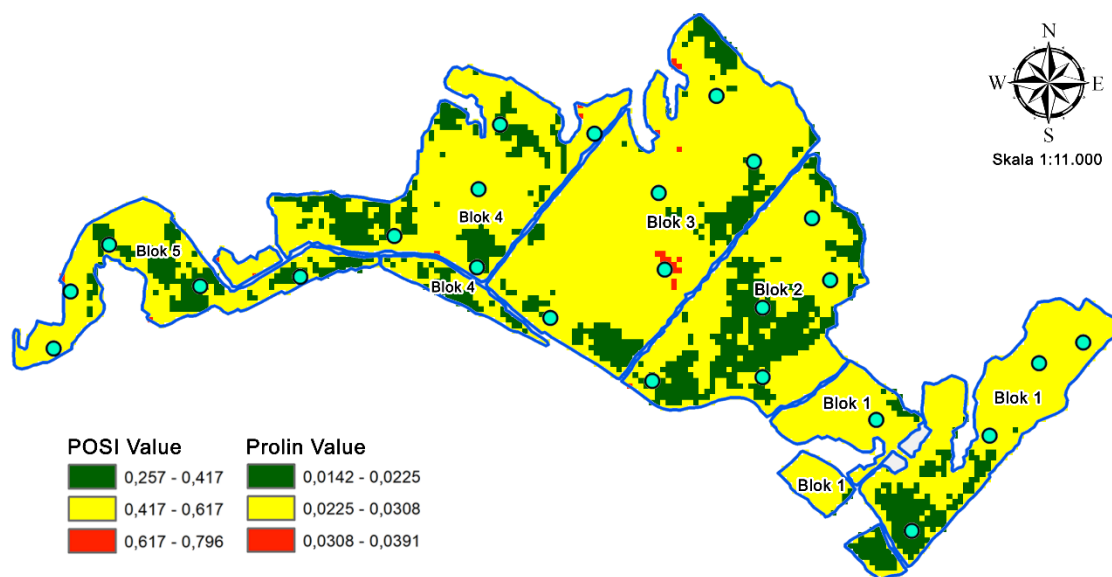 N
W E
S
Skala 1:11.000
Blok 4
Blok 3
Blok 5
Blok 4
Blok 2
Blok 1
Blok 1
Blok 1
POSI Value Prolin Value
0,257 - 0,417 0,0142 - 0,0225
0,417 - 0,617 0,0225 - 0,0308
0,617 - 0,796 0,0308 - 0,0391